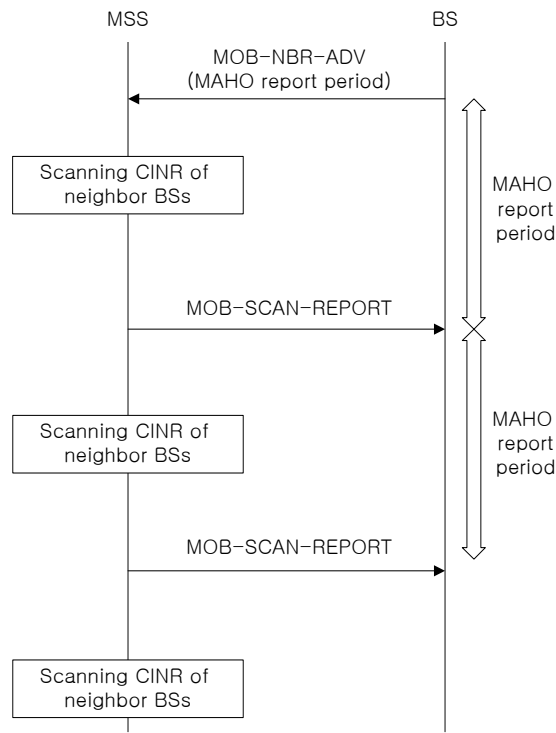 MSS
BS
MOB-NBR-ADV
(MAHO report period)
Scanning CINR of
neighbor BSs
MAHO
report
period
MOB-SCAN-REPORT
Scanning CINR of
neighbor BSs
MAHO
report
period
MOB-SCAN-REPORT
Scanning CINR of
neighbor BSs